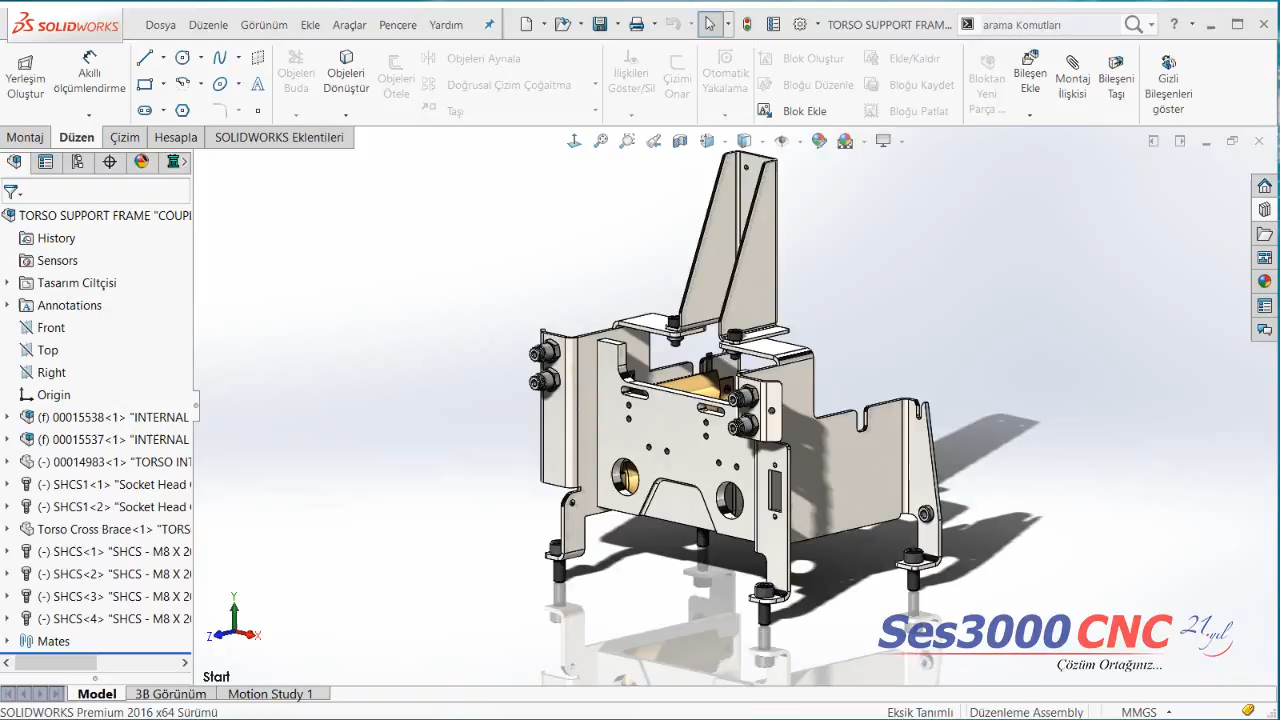 SOLIDWORKS
Dosya Düzenle Görünüm Ekle Araçlar Pencere Yardım
TORSO SUPPORT FRAM...
arama Komutları
?
Yerleşim Oluştur
Akıllı ölçümlendirme
Objeleri Buda
Objeleri Dönüştür
Objeleri Ötele
Objeleri Aynala
Doğrusal Çizim Çoğaltma
Taşı
İlişkileri Göster/Sil
Çizimi Onar
Otomatik Yakalama
Blok Oluştur
Bloğu Düzenle
Blok Ekle
Ekle/Kaldır
Bloğu Kaydet
Bloğu Patlat
Bloktan Yeni Parça ...
Bileşen Ekle
Montaj İlişkisi
Bileşeni Taşı
Gizli Bileşenleri göster
Montaj Düzen Çizim Hesapla SOLIDWORKS Eklentileri
TORSO SUPPORT FRAME "COUPI
History
Sensors
Tasarım Ciltçisi
Annotations
Front
Top
Right
Origin
(f) 00015538<1> "INTERNAL
(f) 00015537<1> "INTERNAL
(-) 00014983<1> "TORSO INT
(-) SHCS1<1> "Socket Head
(-) SHCS1<2> "Socket Head
Torso Cross Brace<1> "TORS
(-) SHCS<1> "SHCS - M8 X 20
(-) SHCS<2> "SHCS - M8 X 20
(-) SHCS<3> "SHCS - M8 X 20
(-) SHCS<4> "SHCS - M8 X 20
Mates
Y
Z X
Start
Ses3000 CNC 21.yıl
Çözüm Ortağınız...
Model 3B Görünüm Motion Study 1
SOLIDWORKS Premium 2016 x64 Sürümü
Eksik Tanımlı Düzenleme Assembly MMGS